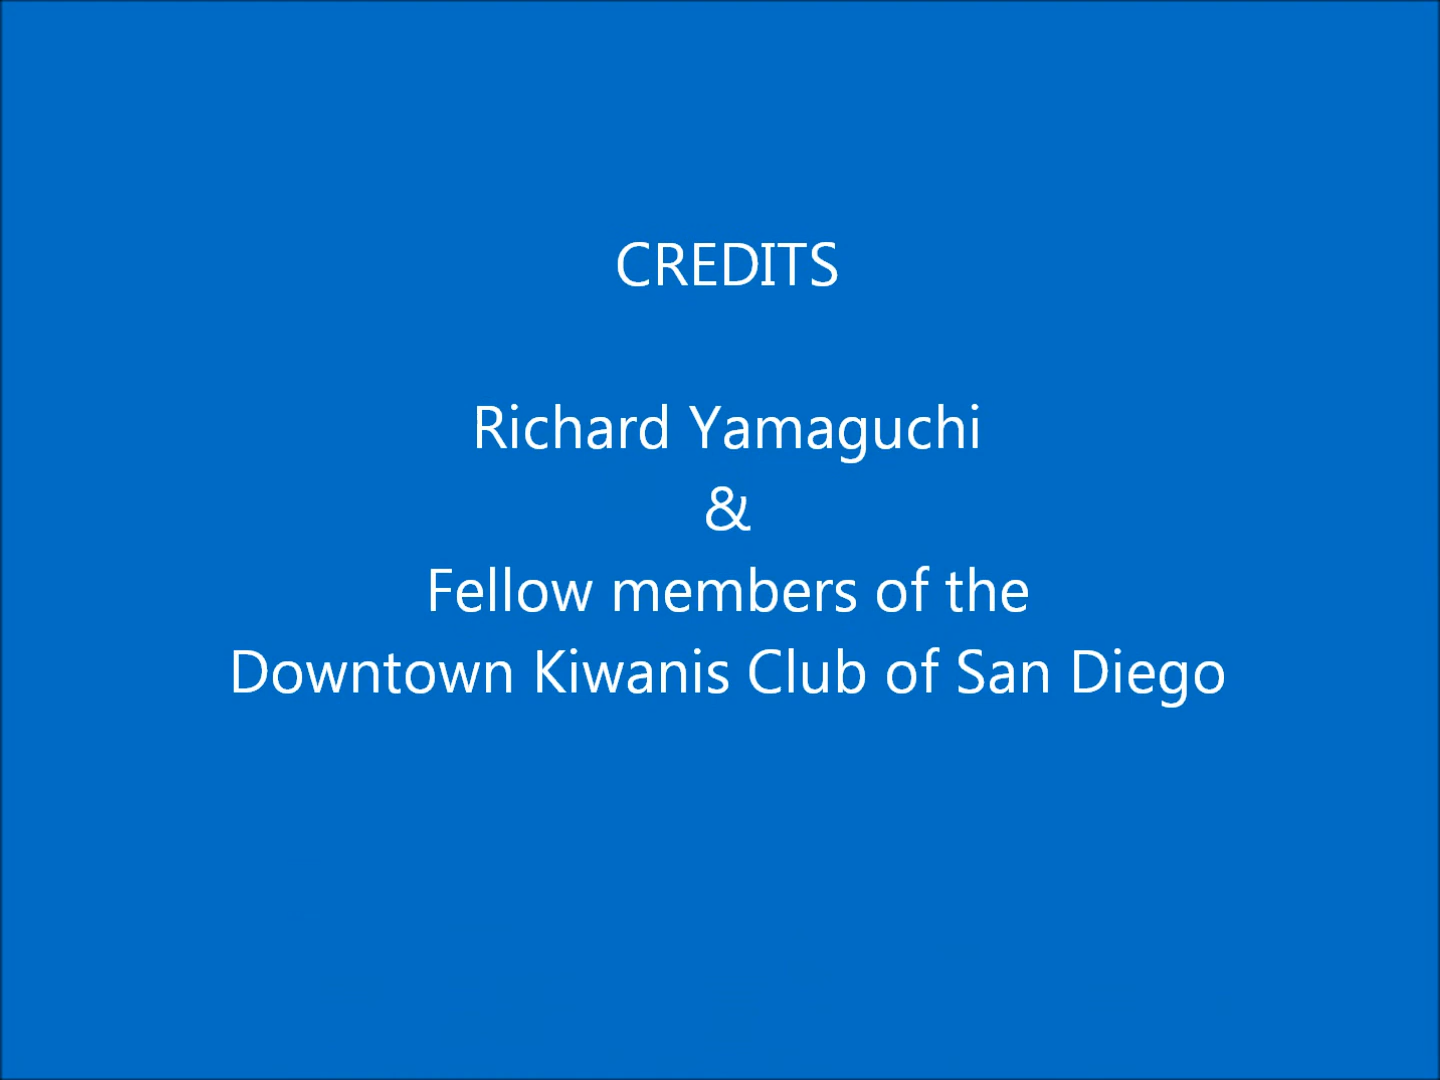 CREDITS
Richard Yamaguchi
&
Fellow members of the
Downtown Kiwanis Club of San Diego